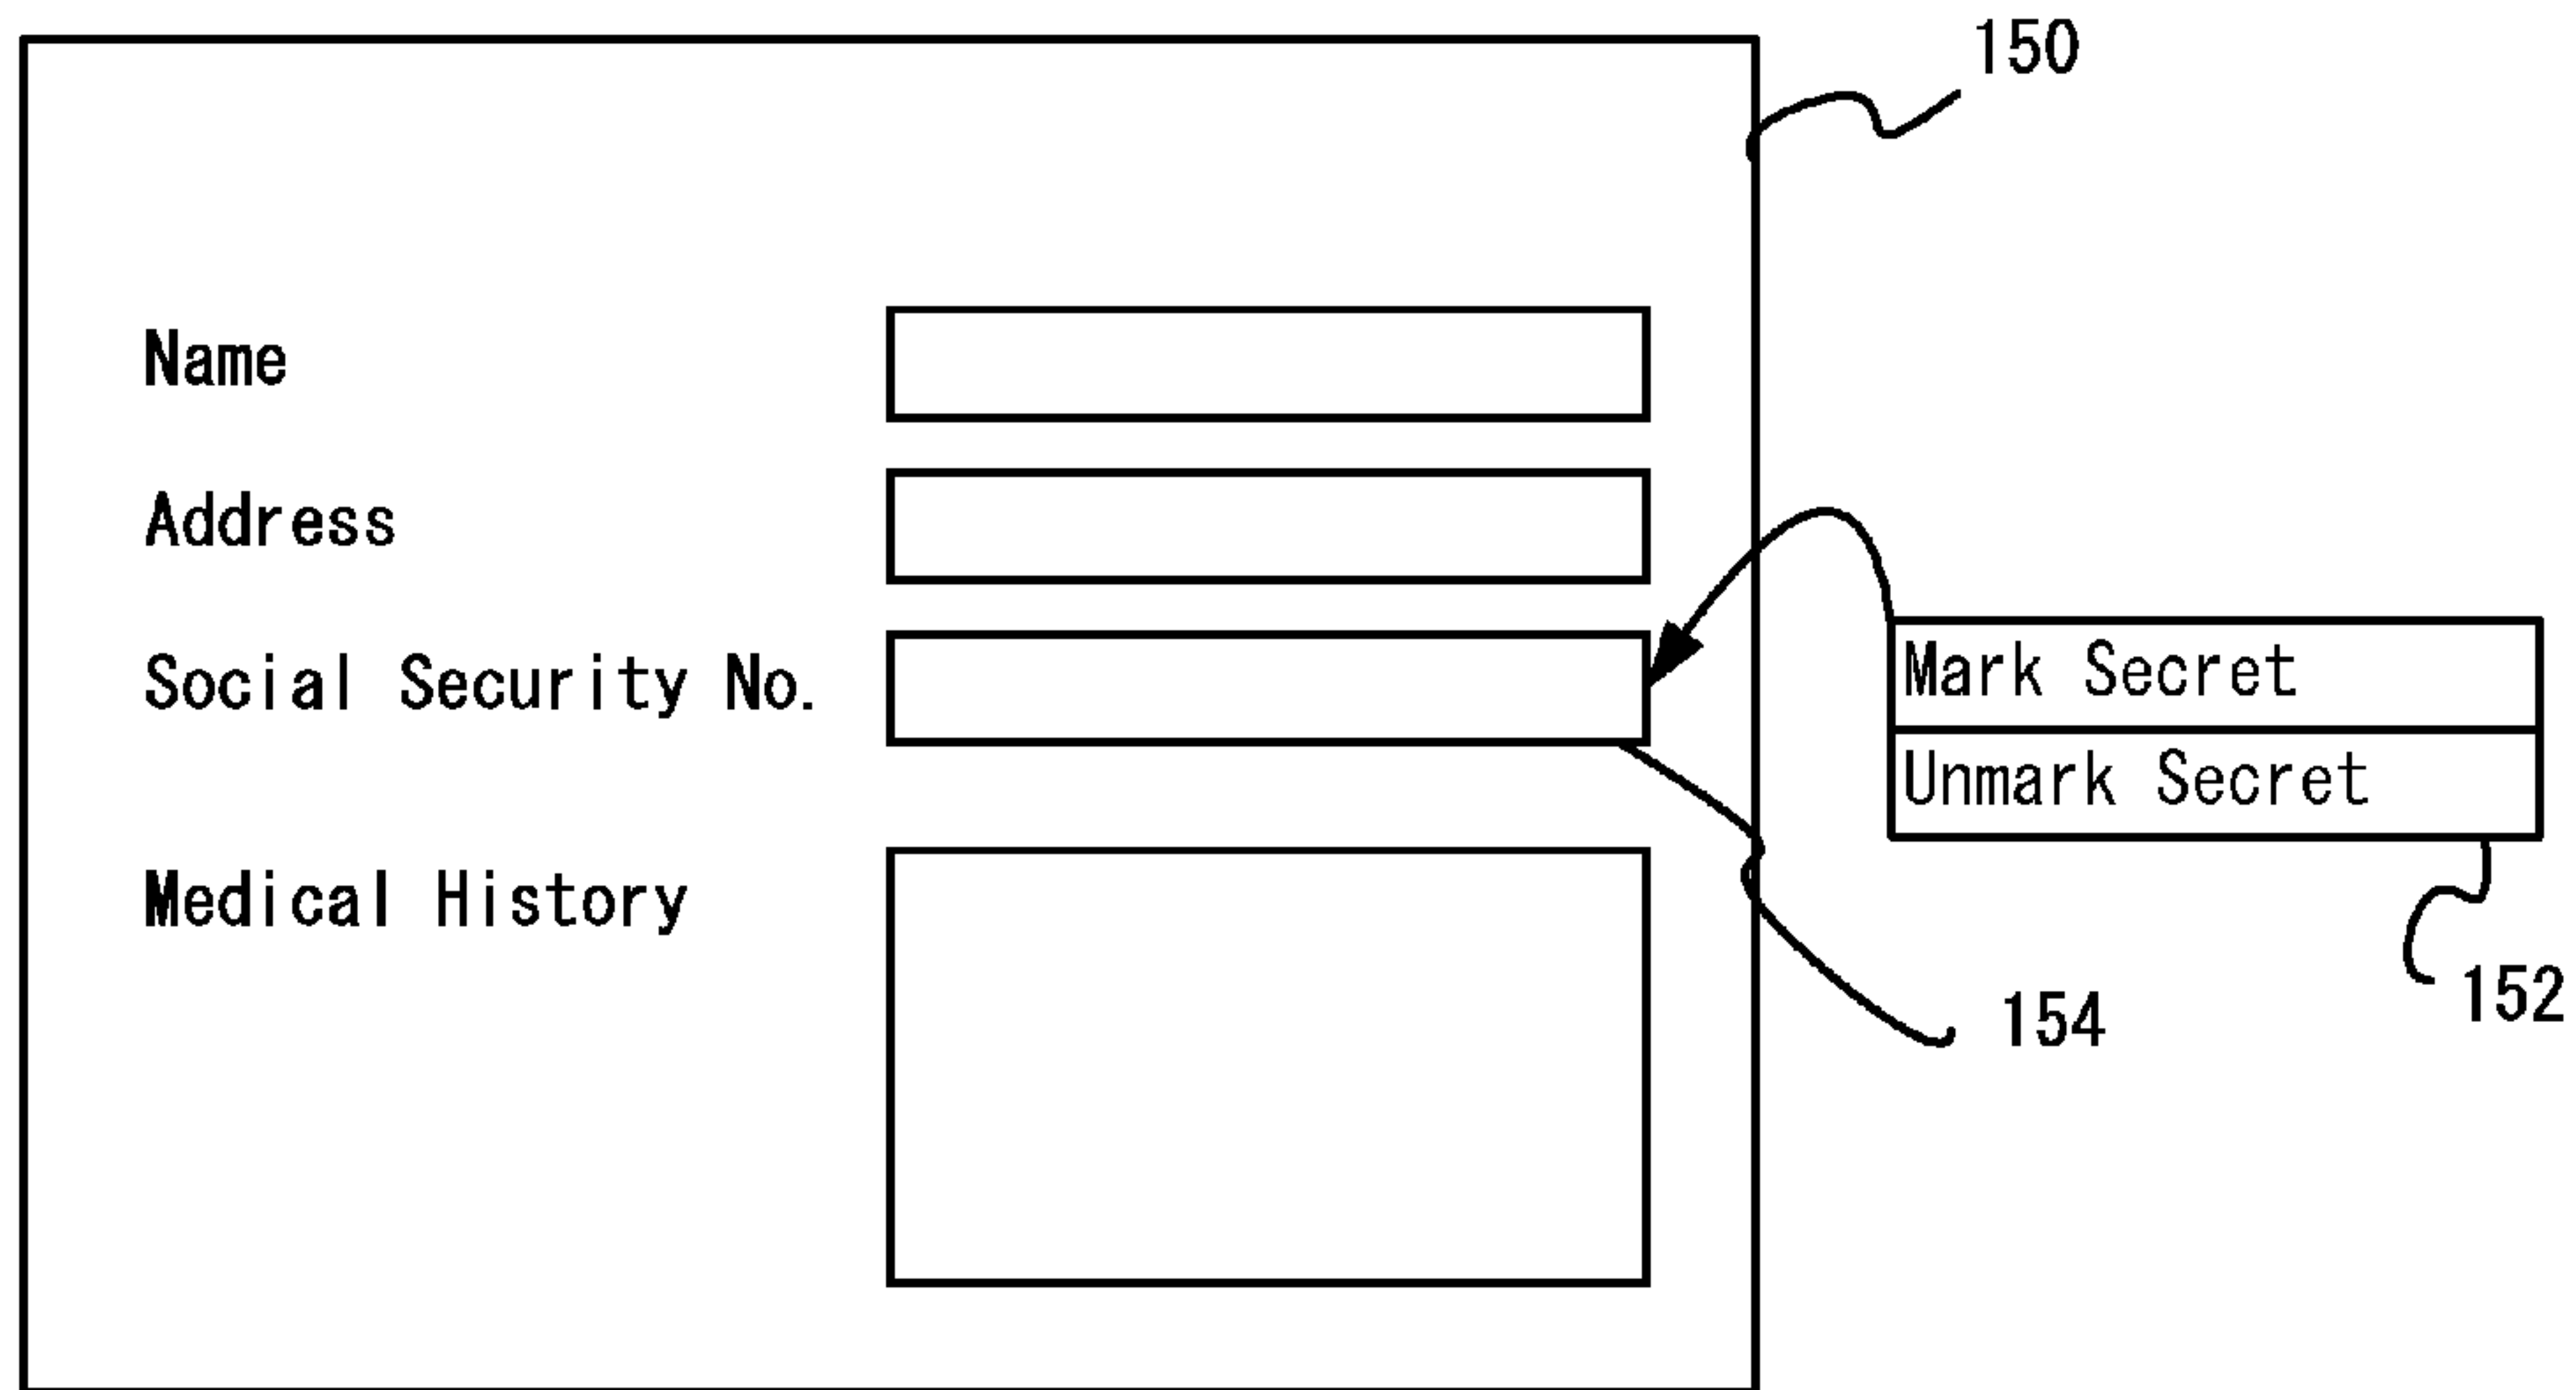 150
Name
Address
Social Security No.
Mark Secret
Unmark Secret
Medical History
152
154